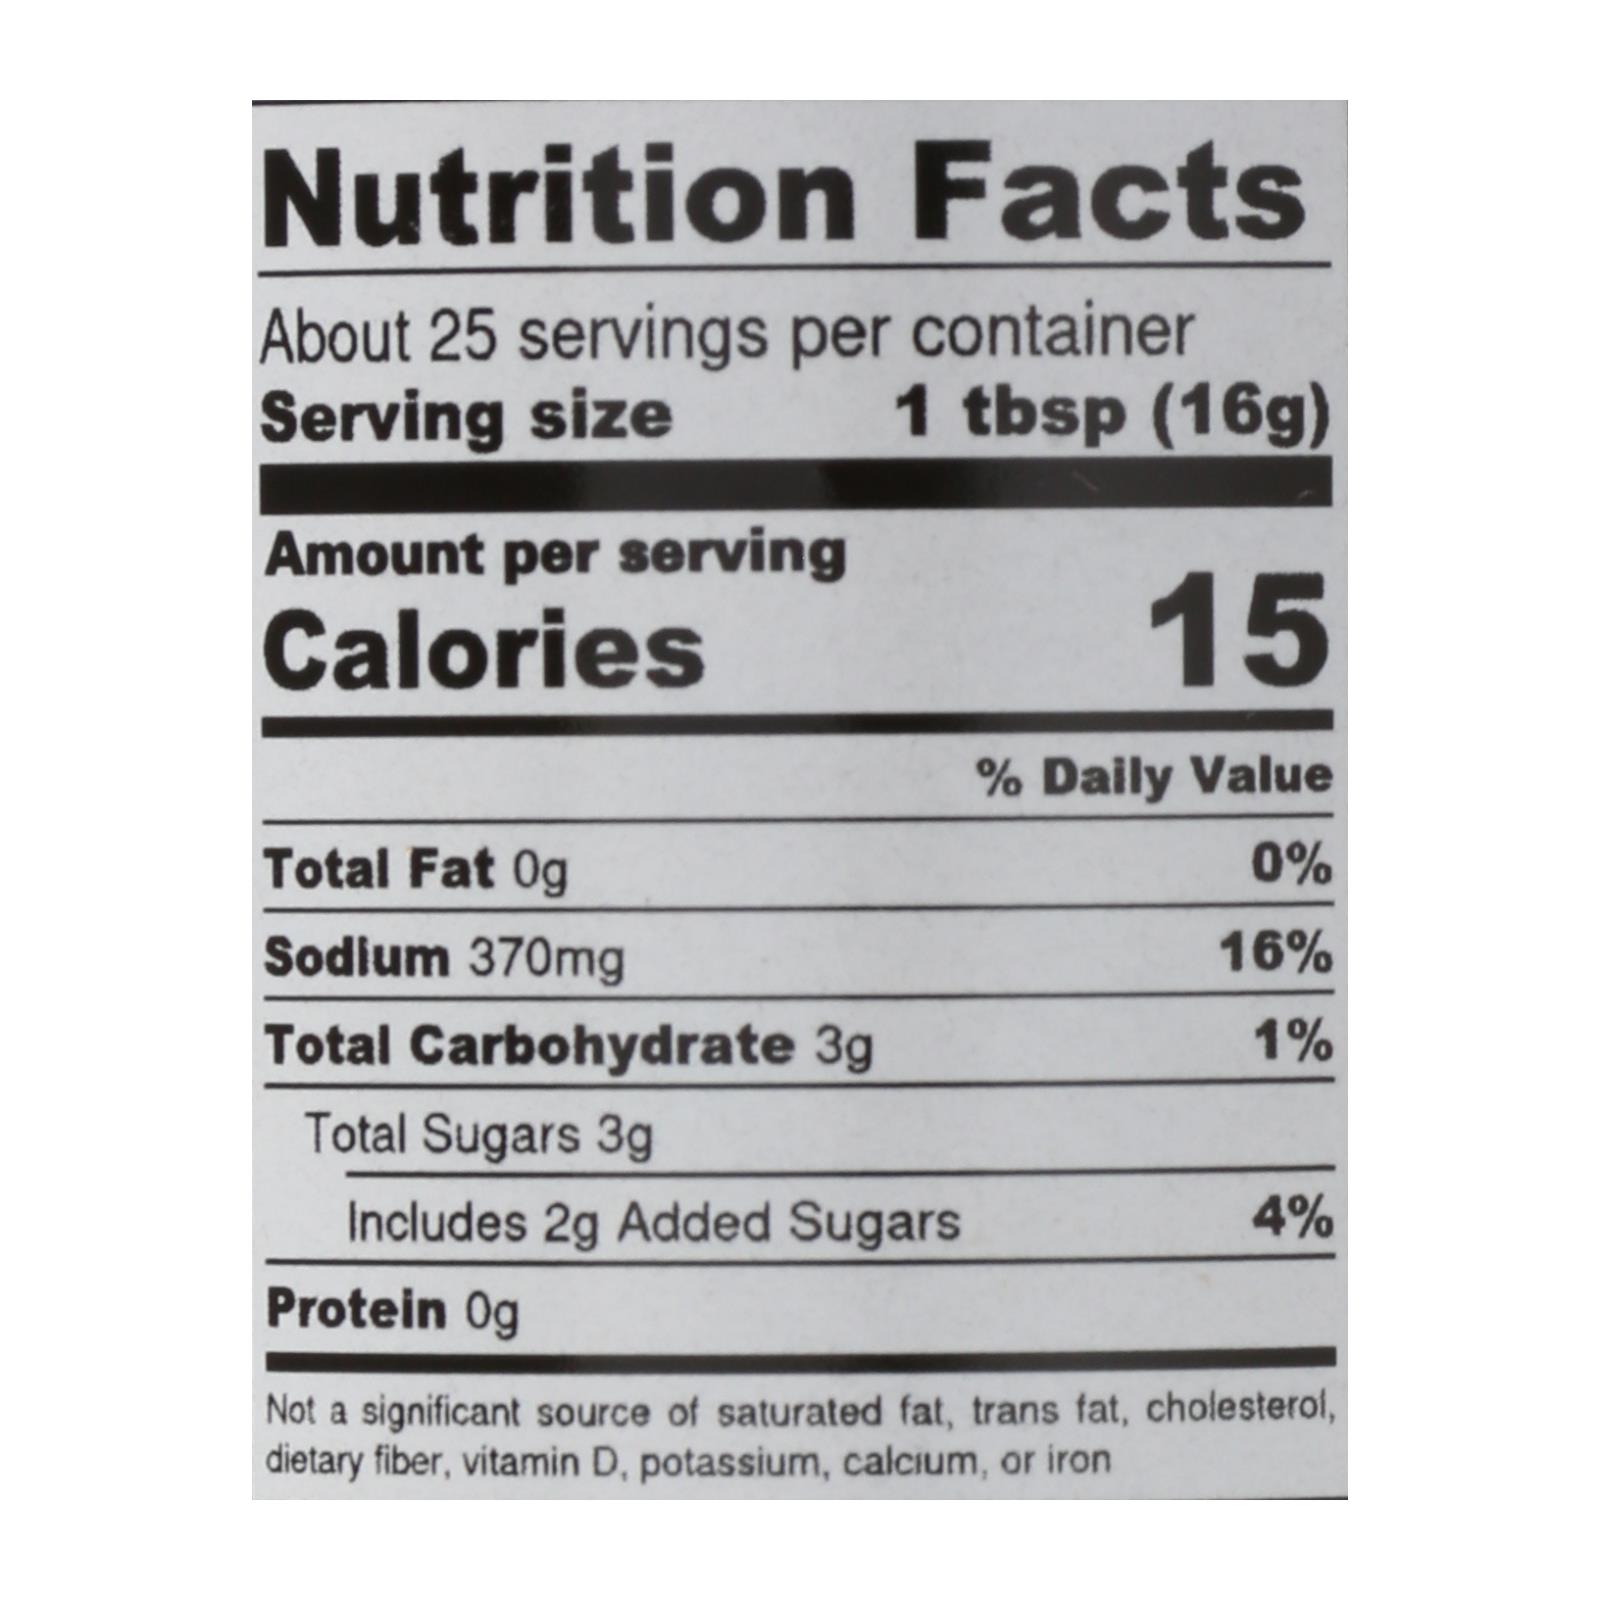 Nutrition Facts
About 25 servings per container
Serving size 1 tbsp (16g)
Amount per serving
Calories 15
% Daily Value
Total Fat 0g 0%
Sodium 370mg 16%
Total Carbohydrate 3g 1%
Total Sugars 3g
Includes 2g Added Sugars 4%
Protein 0g
Not a significant source of saturated fat, trans fat, cholesterol,
dietary fiber, vitamin D, potassium, calcium, or iron